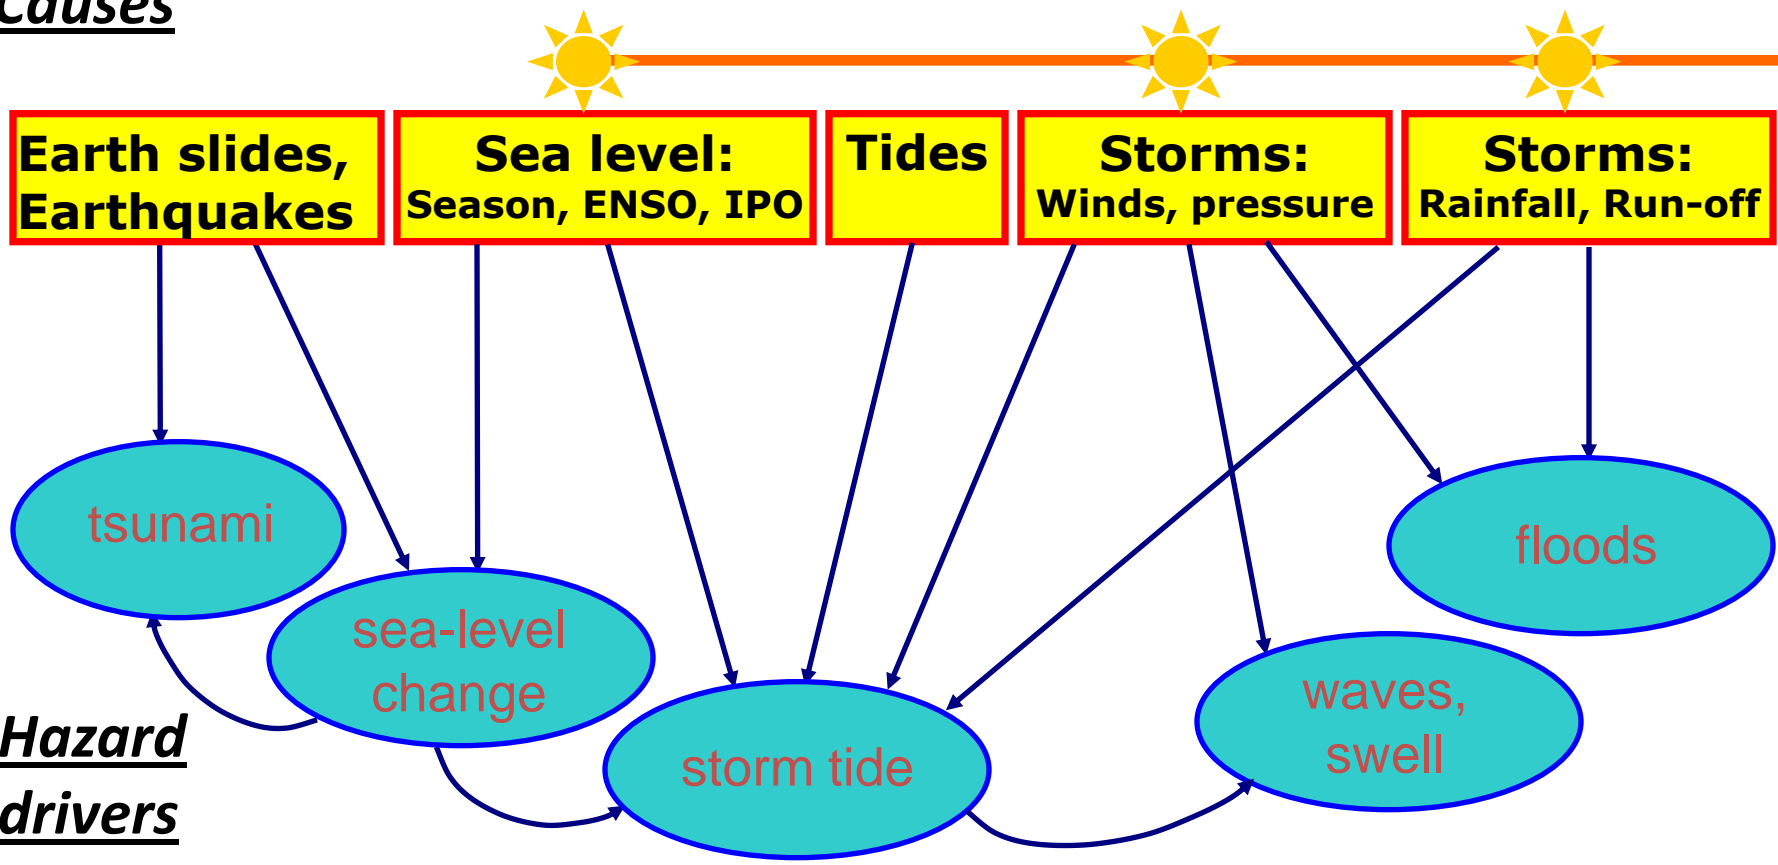 Causes
Earth slides,
Earthquakes
Sea level:
Season, ENSO, IPO
Tides
Storms:
Winds, pressure
Storms:
Rainfall, Run-off
tsunami
sea-level
change
storm tide
waves,
swell
floods
Hazard
drivers